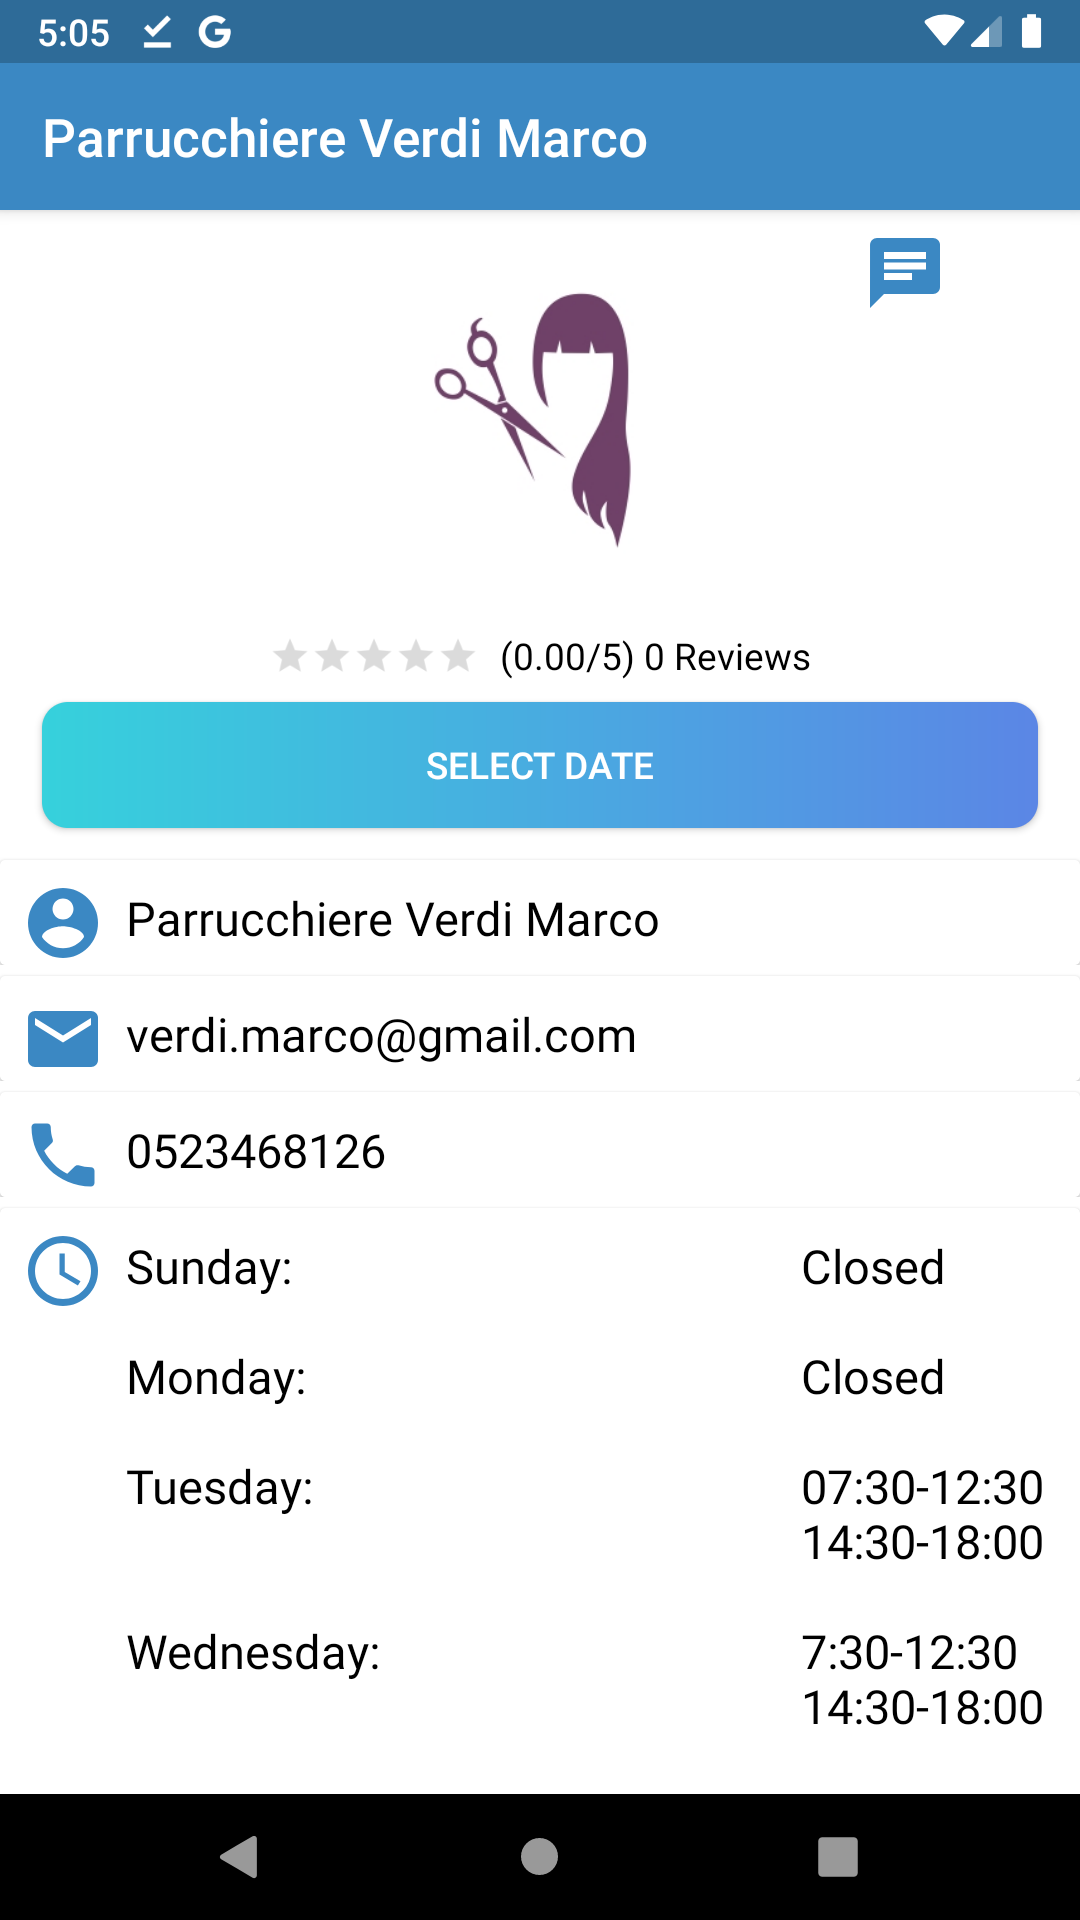 5:05
Parrucchiere Verdi Marco
(0.00/5) 0 Reviews
SELECT DATE
Parrucchiere Verdi Marco
verdi.marco@gmail.com
0523468126
Sunday: Closed
Monday: Closed
Tuesday: 07:30-12:30
14:30-18:00
Wednesday: 7:30-12:30
14:30-18:00